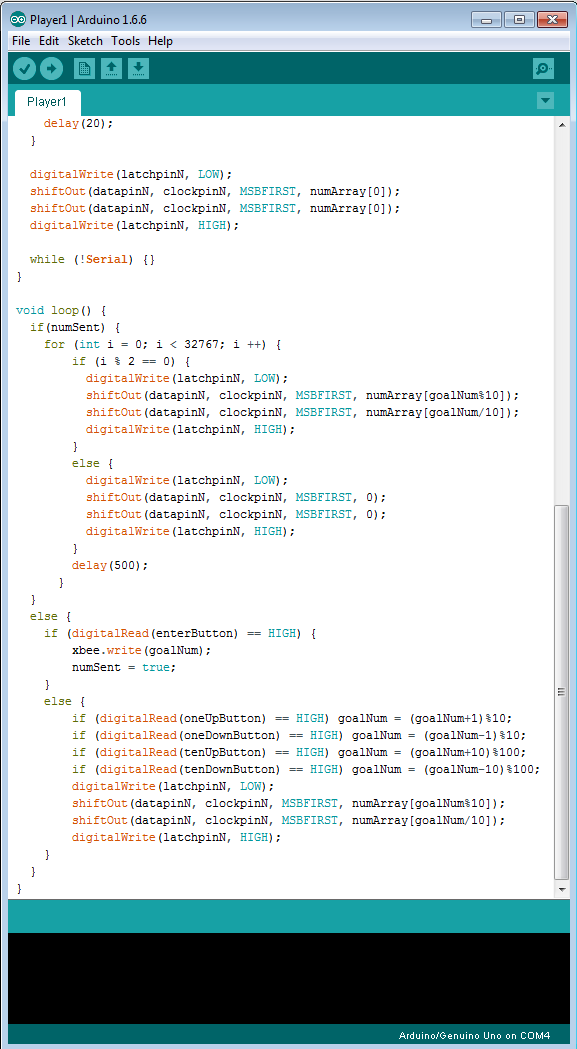 Player1 | Arduino 1.6.6
File Edit Sketch Tools Help
Player1
    delay(20);
  }

  digitalWrite(latchpinN, LOW);
  shiftOut(datapinN, clockpinN, MSBFIRST, numArray[0]);
  shiftOut(datapinN, clockpinN, MSBFIRST, numArray[0]);
  digitalWrite(latchpinN, HIGH);

  while (!Serial) {}
}

void loop() {
  if(numSent) {
    for (int i = 0; i < 32767; i ++) {
        if (i % 2 == 0) {
          digitalWrite(latchpinN, LOW);
          shiftOut(datapinN, clockpinN, MSBFIRST, numArray[goalNum%10]);
          shiftOut(datapinN, clockpinN, MSBFIRST, numArray[goalNum/10]);
          digitalWrite(latchpinN, HIGH);
        }
        else {
          digitalWrite(latchpinN, LOW);
          shiftOut(datapinN, clockpinN, MSBFIRST, 0);
          shiftOut(datapinN, clockpinN, MSBFIRST, 0);
          digitalWrite(latchpinN, HIGH);
        }
        delay(500);
      }
  }
  else {
    if (digitalRead(enterButton) == HIGH) {
        xbee.write(goalNum);
        numSent = true;
    }
    else {
        if (digitalRead(oneUpButton) == HIGH) goalNum = (goalNum+1)%10;
        if (digitalRead(oneDownButton) == HIGH) goalNum = (goalNum-1)%10;
        if (digitalRead(tenUpButton) == HIGH) goalNum = (goalNum+10)%100;
        if (digitalRead(tenDownButton) == HIGH) goalNum = (goalNum-10)%100;
        digitalWrite(latchpinN, LOW);
        shiftOut(datapinN, clockpinN, MSBFIRST, numArray[goalNum%10]);
        shiftOut(datapinN, clockpinN, MSBFIRST, numArray[goalNum/10]);
        digitalWrite(latchpinN, HIGH);
    }
  }
}
Arduino/Genuino Uno on COM4